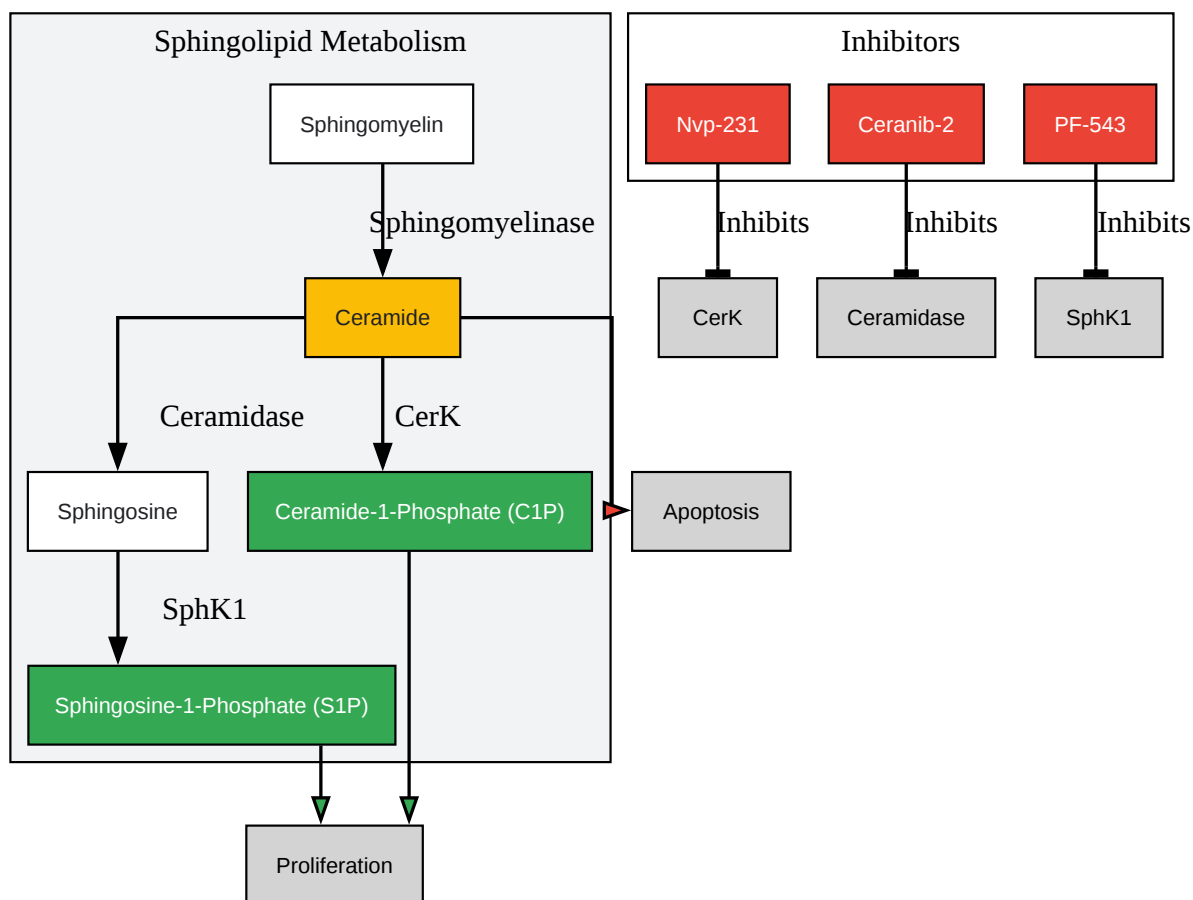 Sphingolipid Metabolism
Sphingomyelin
Sphingomyelinase
Ceramide
Ceramidase
CerK
Sphingosine
Ceramide-1-Phosphate (C1P)
Apoptosis
SphK1
Sphingosine-1-Phosphate (S1P)
Proliferation
Inhibitors
Nvp-231
Ceranib-2
PF-543
Inhibits
Inhibits
Inhibits
CerK
Ceramidase
SphK1